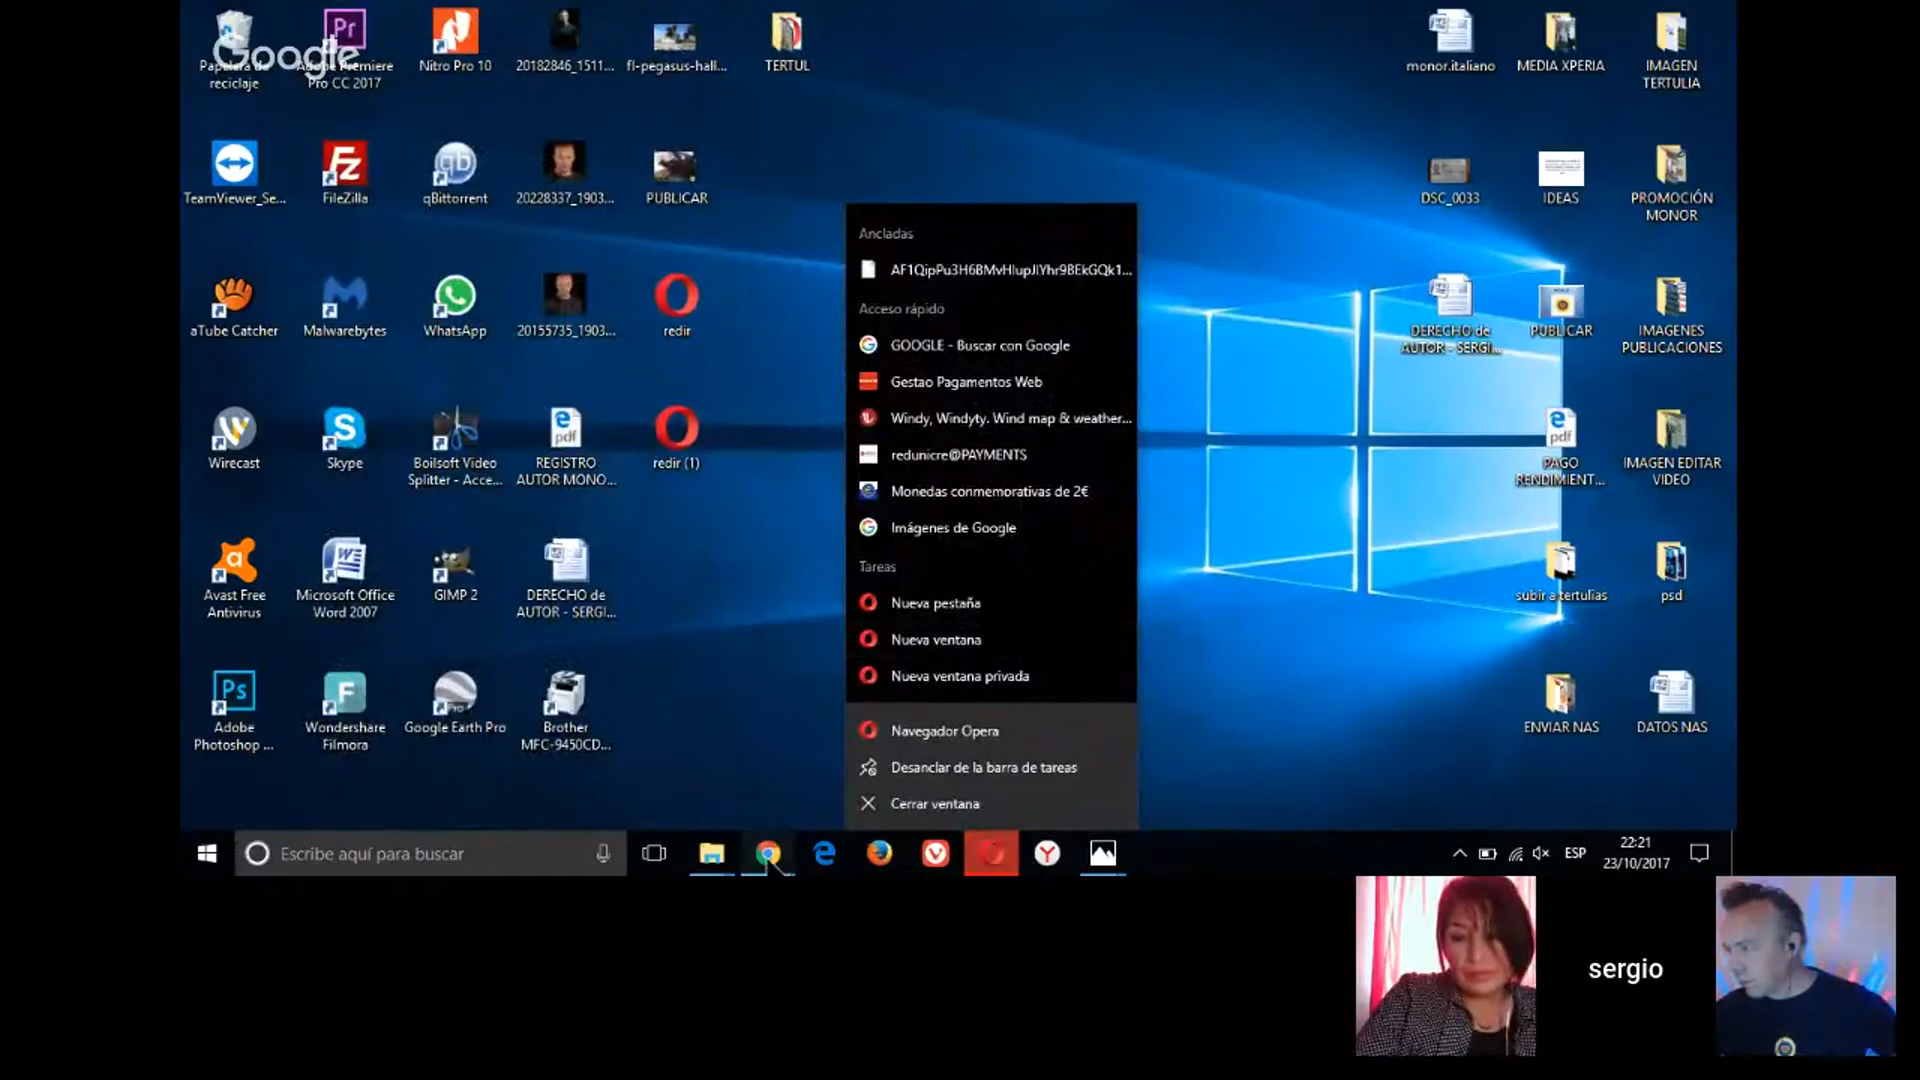 Google
Papelera de
reciclaje
Adobe Premiere
Pro CC 2017
Nitro Pro 10
20182846_1511...
fl-pegasus-hall...
TERTUL
monor.italiano
MEDIA XPERIA
IMAGEN
TERTULIA
TeamViewer_Se...
FileZilla
qBittorrent
20228337_1903...
PUBLICAR
DSC_0033
IDEAS
PROMOCIÓN
MONOR
aTube Catcher
Malwarebytes
WhatsApp
20155735_1903...
redir
DERECHO de
AUTOR - SERGI...
PUBLICAR
IMAGENES
PUBLICACIONES
Wirecast
Skype
Boilsoft Video
Splitter - Acce...
pdf
REGISTRO
AUTOR MONO...
redir (1)
pdf
PAGO
RENDIMIENT...
IMAGEN EDITAR
VIDEO
Avast Free
Antivirus
Microsoft Office
Word 2007
GIMP 2
DERECHO de
AUTOR - SERGI...
subir a tertulias
psd
Adobe
Photoshop ...
Wondershare
Filmora
Google Earth Pro
Brother
MFC-9450CD...
ENVIAR NAS
DATOS NAS
Ancladas
Acceso rápido
GOOGLE - Buscar con Google
Gestao Pagamentos Web
Windy, Windyty. Wind map & weather...
redunicre@PAYMENTS
Monedas conmemorativas de 2€
Imágenes de Google
Tareas
Nueva pestaña
Nueva ventana
Nueva ventana privada
Navegador Opera
Desanclar de la barra de tareas
Cerrar ventana
Escribe aquí para buscar
ESP
22:21
23/10/2017
sergio